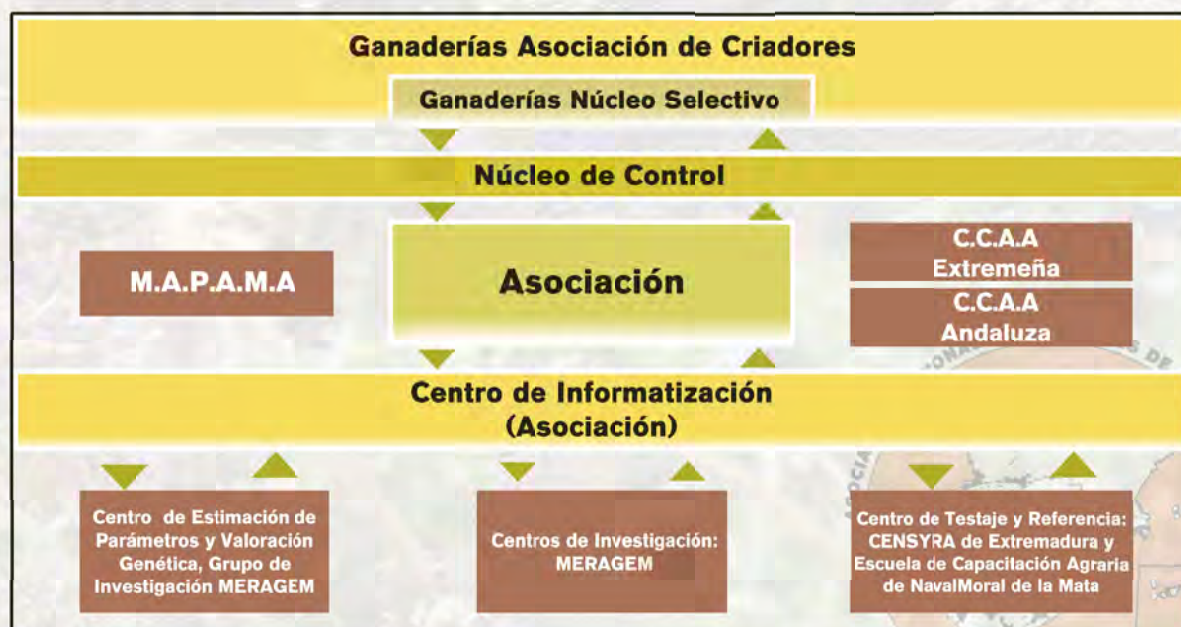 Ganaderías Asociación de Criadores
Ganaderías Núcleo Selectivo
Núcleo de Control
M.A.P.A.M.A
Asociación
C.C.A.A
Extremeña
C.C.A.A
Andaluza
Centro de Informatización
(Asociación)
Centro de Estimación de
Parámetros y Valoración
Genética, Grupo de
Investigación MERAGEM
Centros de Investigación:
MERAGEM
Centro de Testaje y Referencia:
CENSYRA de Extremadura y
Escuela de Capacitación Agraria
de NavalMoral de la Mata